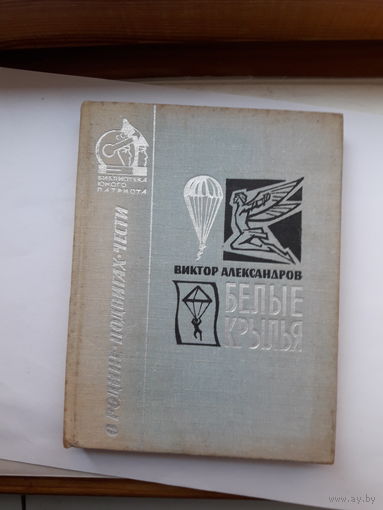 БИБЛИОТЕКА
ЮНОГО
ПАТРИОТА
О РОДИНЕ, ПОДВИГАХ, ЧЕСТИ
ВИКТОР АЛЕКСАНДРОВ
БЕЛЫЕ
КРЫЛЬЯ
www.ay.by